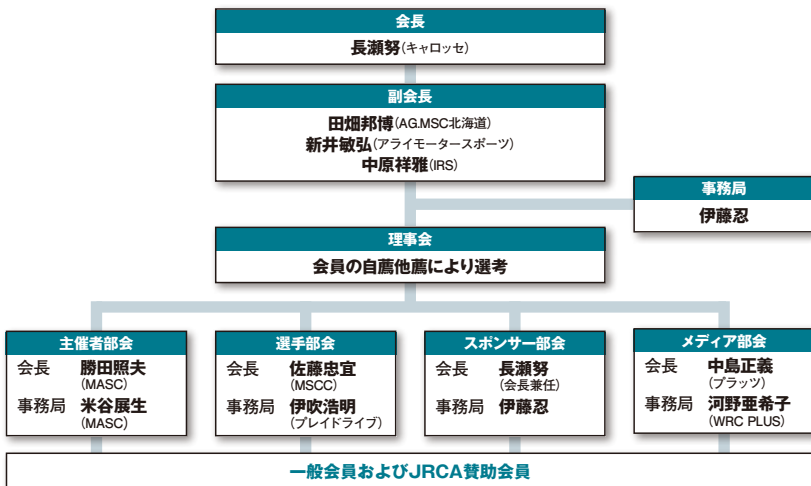 会長
長瀬努(キャロッセ)
副会長
田畑邦博(AG.MSC北海道)
新井敏弘(アライモータースポーツ)
中原祥雅(IRS)
事務局
伊藤忍
理事会
会員の自薦他薦により選考
主催者部会
会長 勝田照夫
(MASC)
事務局 米谷展生
(MASC)
選手部会
会長 佐藤忠宜
(MSCC)
事務局 伊吹浩明
(プレイドライブ)
スポンサー部会
会長 長瀬努
(会長兼任)
事務局 伊藤忍
メディア部会
会長 中島正義
(プラッツ)
事務局 河野亜希子
(WRC PLUS)
一般会員およびJRCA賛助会員